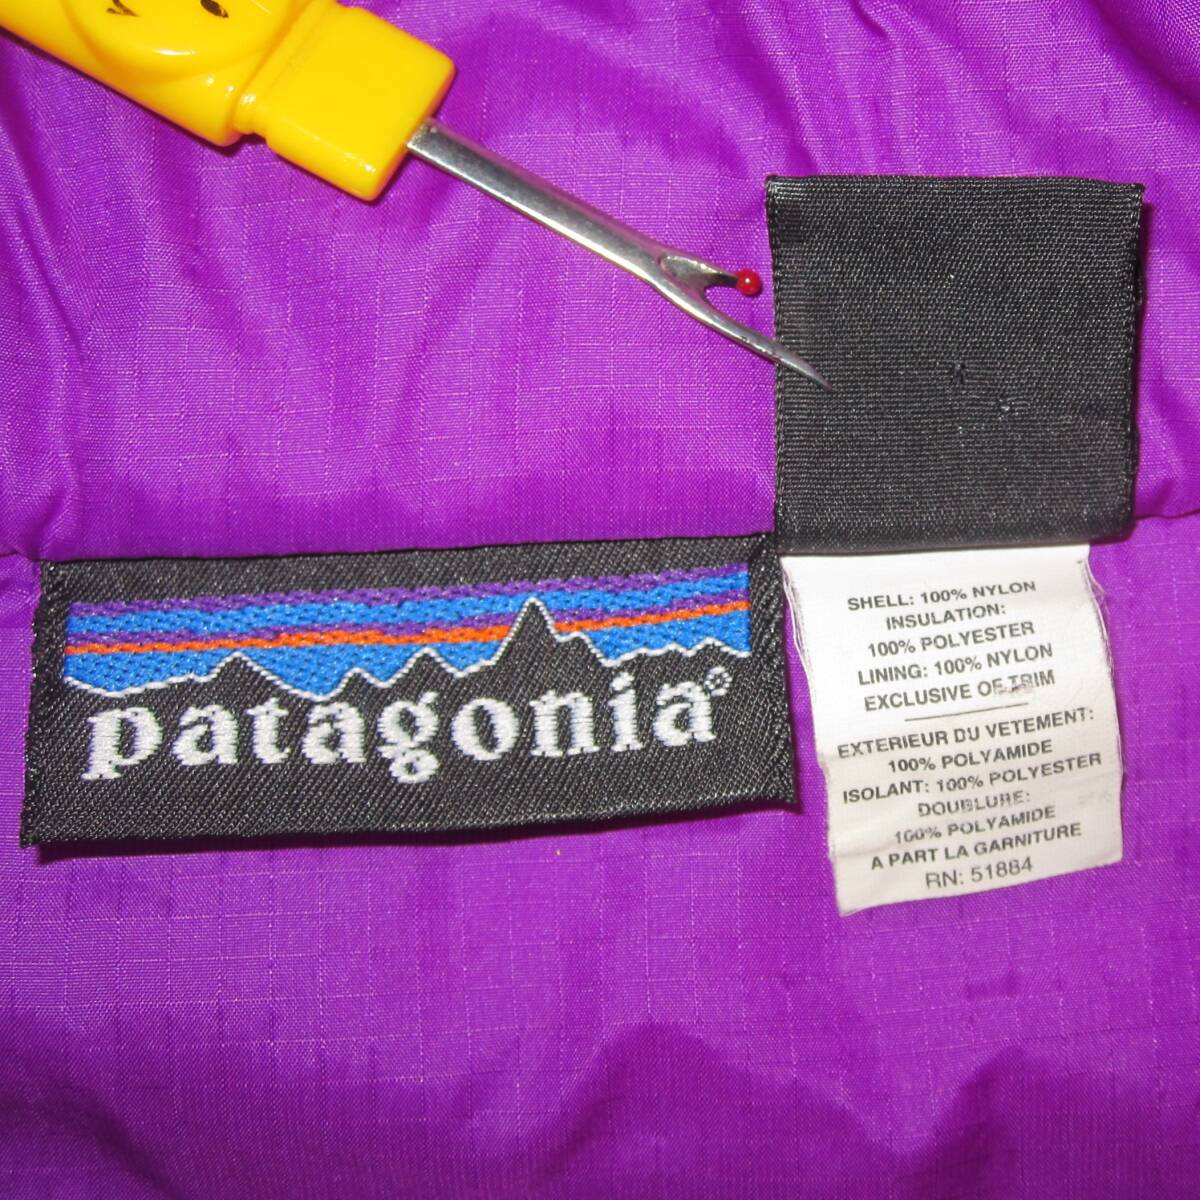 patagonia®
SHELL: 100% NYLON
INSULATION:
100% POLYESTER
LINING: 100% NYLON
EXCLUSIVE OF TRIM
EXTERIEUR DU VETEMENT:
100% POLYAMIDE
ISOLANT: 100% POLYESTER
DOUBLURE:
100% POLYAMIDE
A PART LA GARNITURE
RN: 51884